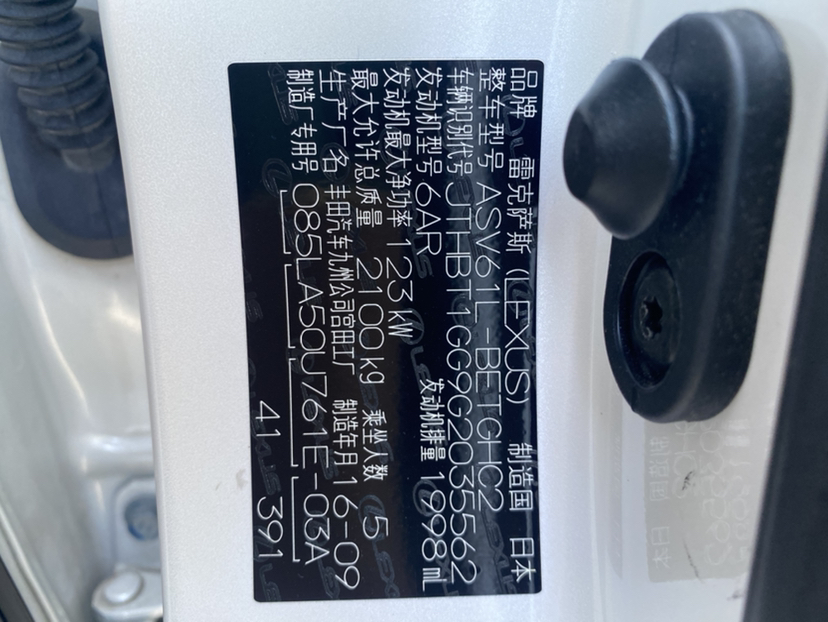 品牌 雷克萨斯 (LEXUS) 制造国 日本
整车型号 ASV61L-BETGHC2
车辆识别代号 JTHBT1GG9G2035562
发动机型号 6AR 发动机排量 1998ml
发动机最大净功率 123kW
最大允许总质量 2100kg 乘坐人数 5
生产厂名 丰田汽车九州公司宫田工厂 制造年月 16-09
制造厂专用号 085LA50U761E-03A
41 391